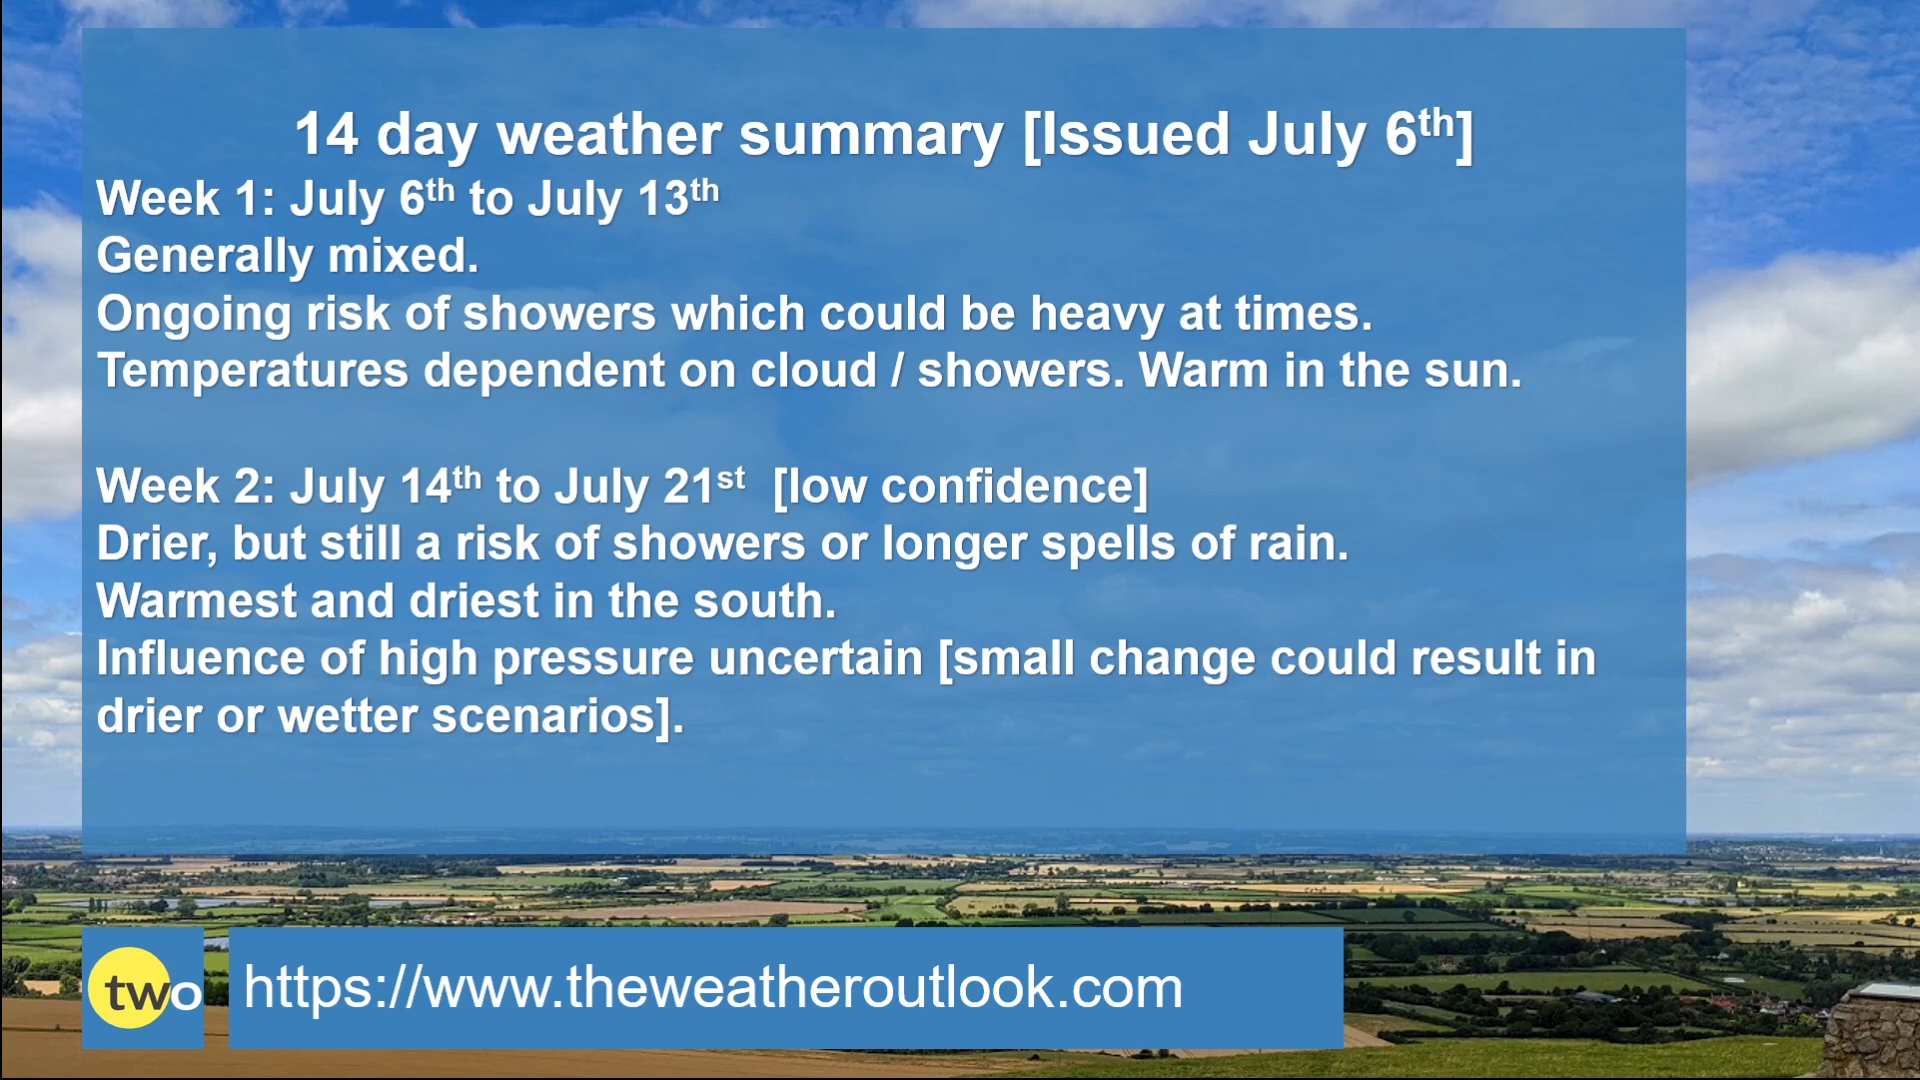 14 day weather summary [Issued July 6th]
Week 1: July 6th to July 13th
Generally mixed.
Ongoing risk of showers which could be heavy at times.
Temperatures dependent on cloud / showers. Warm in the sun.
Week 2: July 14th to July 21st  [low confidence]
Drier, but still a risk of showers or longer spells of rain.
Warmest and driest in the south.
Influence of high pressure uncertain [small change could result in
drier or wetter scenarios].
two
https://www.theweatheroutlook.com